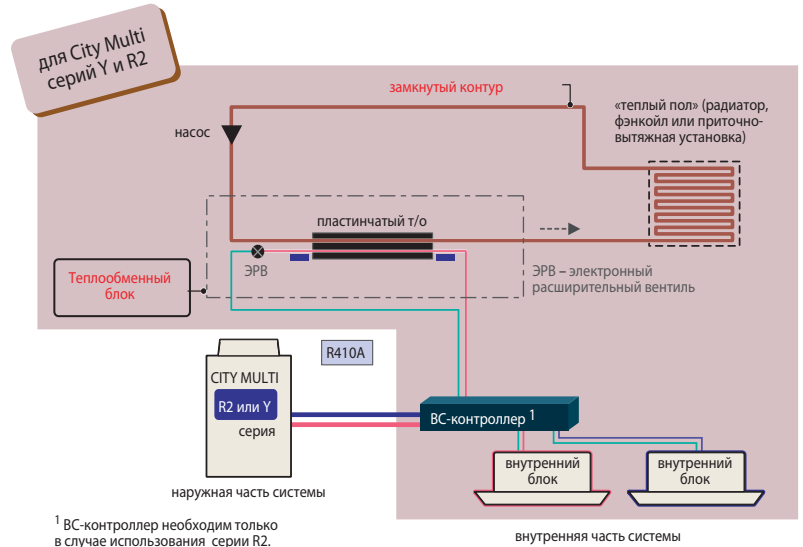 для City Multi
серий Y и R2
замкнутый контур
«теплый пол» (радиатор,
фэнкойл или приточно-
вытяжная установка)
насос
пластинчатый т/о
ЭРВ
ЭРВ – электронный
расширительный вентиль
Теплообменный
блок
R410A
CITY MULTI
R2 или Y
серия
BC-контроллер 1
внутренний
блок
внутренний
блок
наружная часть системы
1 BC-контроллер необходим только
в случае использования серии R2.
внутренняя часть системы